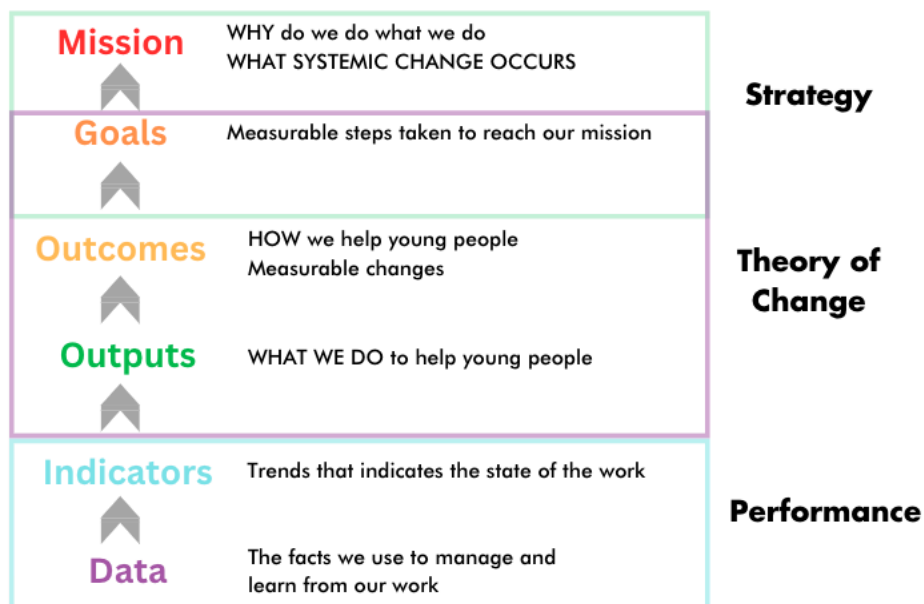 Mission
WHY do we do what we do
WHAT SYSTEMIC CHANGE OCCURS
Strategy
Goals
Measurable steps taken to reach our mission
Outcomes
HOW we help young people
Measurable changes
Theory of
Change
Outputs
WHAT WE DO to help young people
Indicators
Trends that indicates the state of the work
Performance
Data
The facts we use to manage and
learn from our work